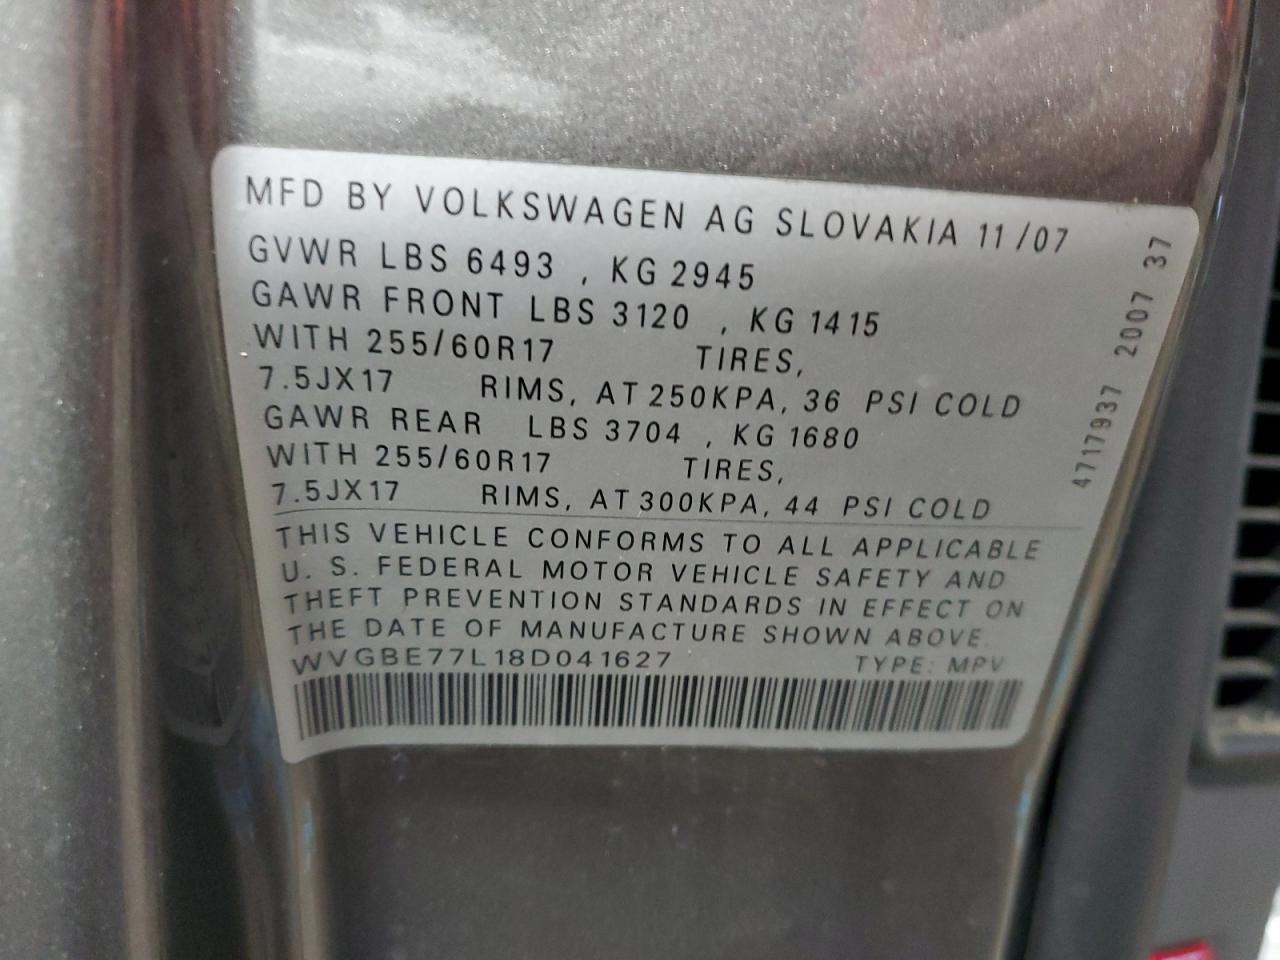 MFD BY VOLKSWAGEN AG SLOVAKIA 11/07
GVWR LBS 6493 , KG 2945
GAWR FRONT LBS 3120 , KG 1415
WITH 255/60R17 TIRES,
7.5JX17 RIMS, AT 250KPA, 36 PSI COLD
GAWR REAR LBS 3704 , KG 1680
WITH 255/60R17 TIRES,
7.5JX17 RIMS, AT 300KPA, 44 PSI COLD
THIS VEHICLE CONFORMS TO ALL APPLICABLE
U. S. FEDERAL MOTOR VEHICLE SAFETY AND
THEFT PREVENTION STANDARDS IN EFFECT ON
THE DATE OF MANUFACTURE SHOWN ABOVE.
WVGBE77L18D041627 TYPE: MPV
4717937 2007 37